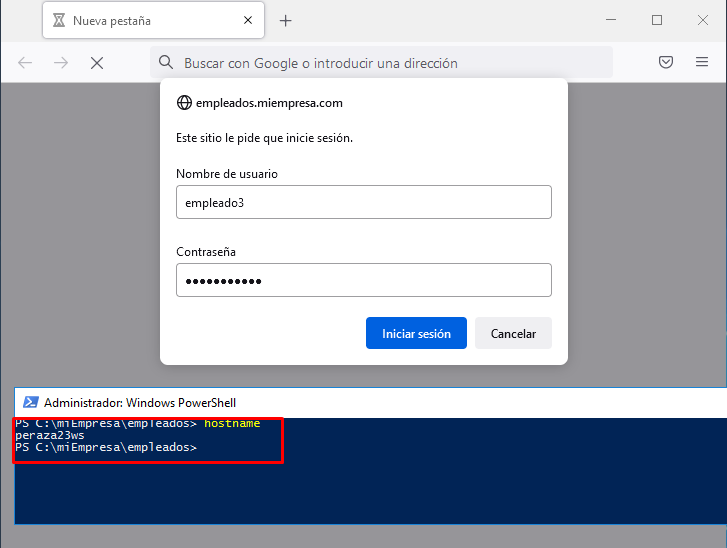 Nueva pestaña
Buscar con Google o introducir una dirección
empleados.miempresa.com
Este sitio le pide que inicie sesión.
Nombre de usuario
empleado3
Contraseña
●●●●●●●●●●●
Iniciar sesión
Cancelar
Administrador: Windows PowerShell
PS C:\miEmpresa\empleados> hostname
peraza23ws
PS C:\miEmpresa\empleados>